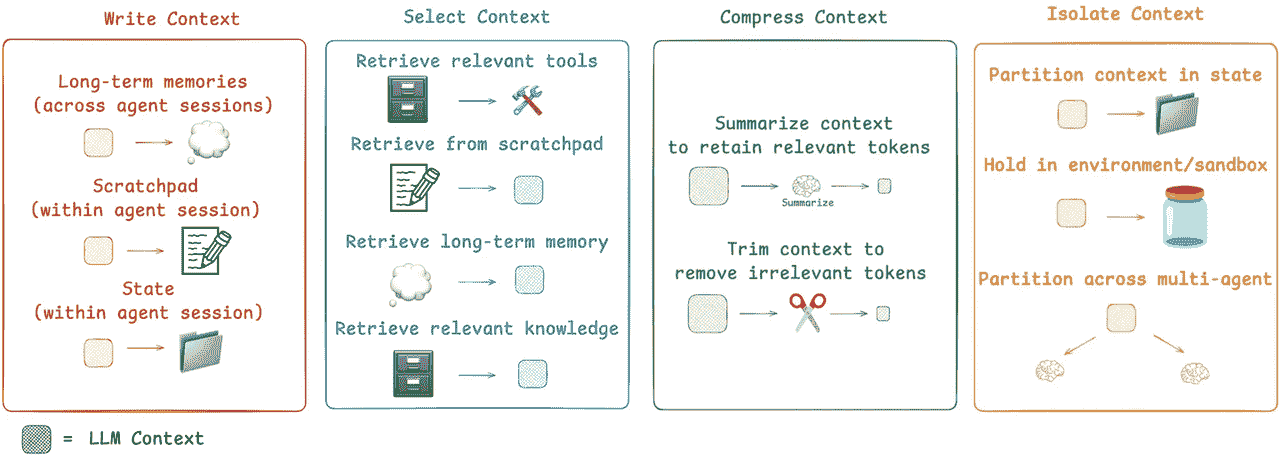 Write Context
Long-term memories
(across agent sessions)
Scratchpad
(within agent session)
State
(within agent session)
Select Context
Retrieve relevant tools
Retrieve from scratchpad
Retrieve long-term memory
Retrieve relevant knowledge
Compress Context
Summarize context
to retain relevant tokens
Summarize
Trim context to
remove irrelevant tokens
Isolate Context
Partition context in state
Hold in environment/sandbox
Partition across multi-agent
= LLM Context